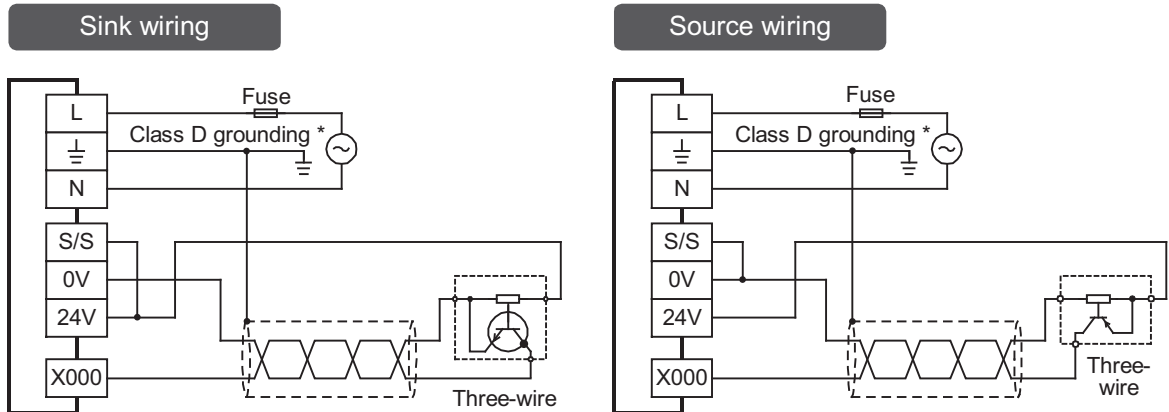 Sink wiring
L
Fuse
Class D grounding *
N
S/S
0V
24V
X000
Three-wire
Source wiring
L
Fuse
Class D grounding *
N
S/S
0V
24V
X000
Three-
wire